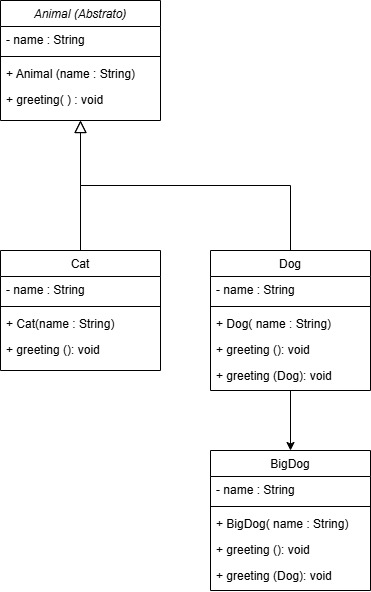 Animal (Abstrato)
- name : String
+ Animal (name : String)
+ greeting( ) : void
Cat
- name : String
+ Cat(name : String)
+ greeting (): void
Dog
- name : String
+ Dog( name : String)
+ greeting (): void
+ greeting (Dog): void
BigDog
- name : String
+ BigDog( name : String)
+ greeting (): void
+ greeting (Dog): void